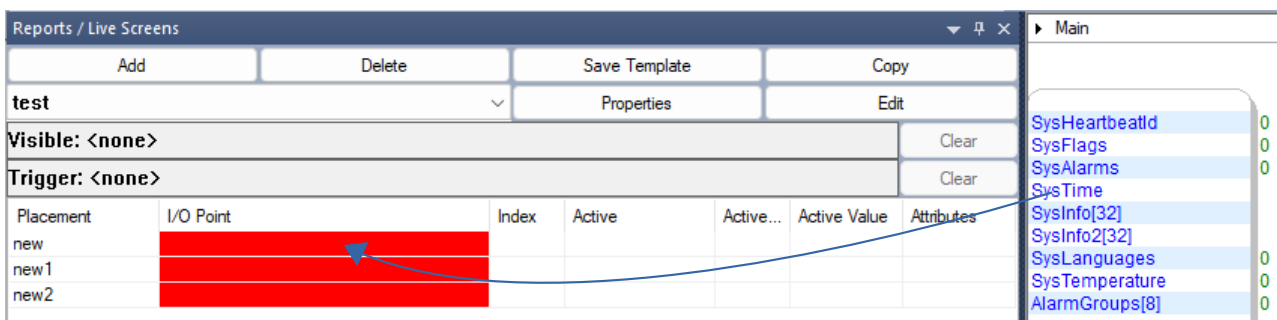 Reports / Live Screens
Add Delete Save Template Copy
test Properties Edit
Visible: <none> Clear
Trigger: <none> Clear
Placement I/O Point Index Active Active... Active Value Attributes
new
new1
new2
Main
SysHeartbeatId 0
SysFlags 0
SysAlarms 0
SysTime
SysInfo[32]
SysInfo2[32]
SysLanguages 0
SysTemperature 0
AlarmGroups[8] 0